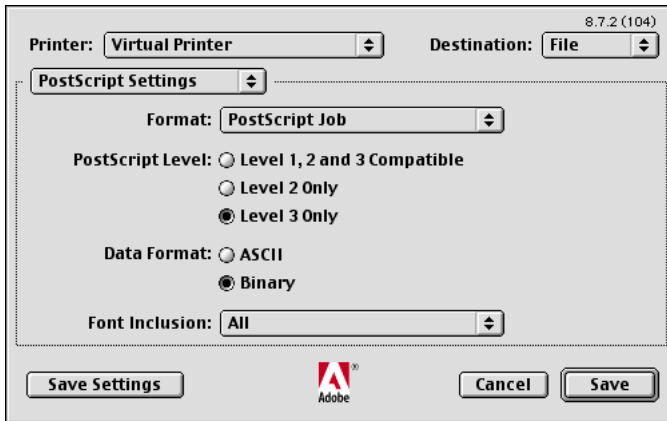 8.7.2 (104)
Printer: Virtual Printer Destination: File
PostScript Settings
Format: PostScript Job
PostScript Level: Level 1, 2 and 3 Compatible
Level 2 Only
Level 3 Only
Data Format: ASCII
Binary
Font Inclusion: All
Save Settings Adobe® Cancel Save